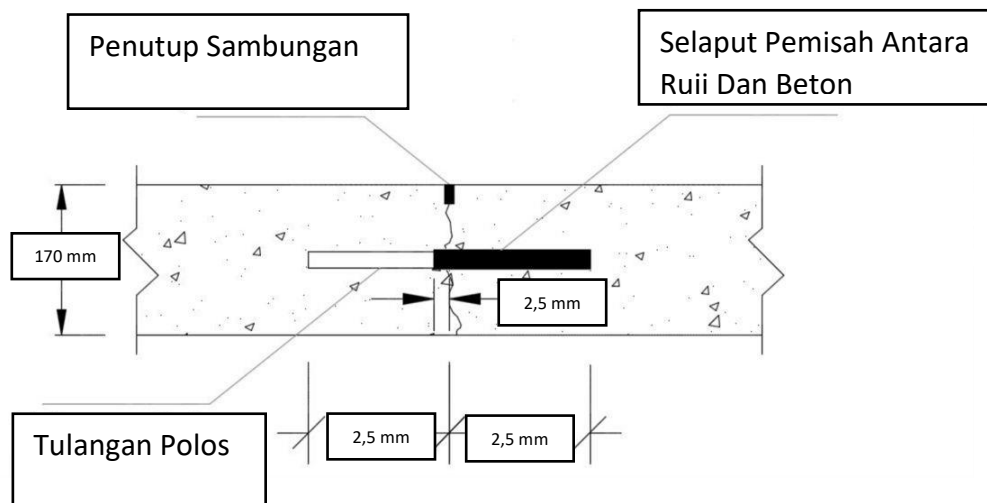 Penutup Sambungan
Selaput Pemisah Antara
Ruii Dan Beton
170 mm
2,5 mm
2,5 mm
2,5 mm
Tulangan Polos